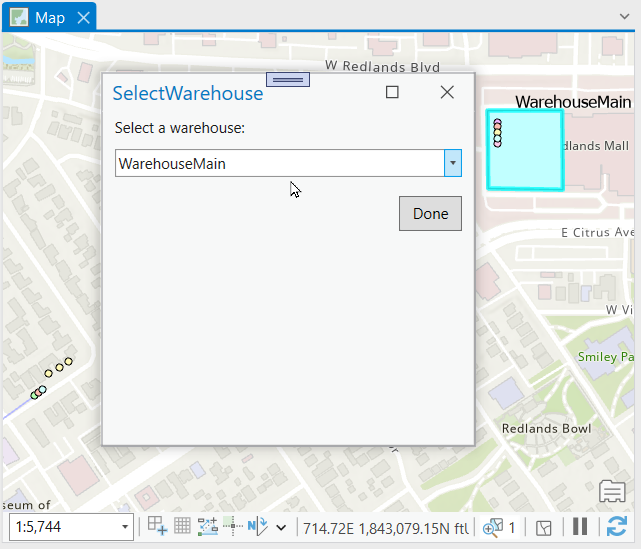 Map
W Redlands Blvd
SelectWarehouse
WarehouseMain
Select a warehouse:
dlands Mall
WarehouseMain
Done
E Citrus Ave
W Vi
Smiley Pa
Redlands Bowl
seum of
1:5,744
714.72E 1,843,079.15N ftU
1